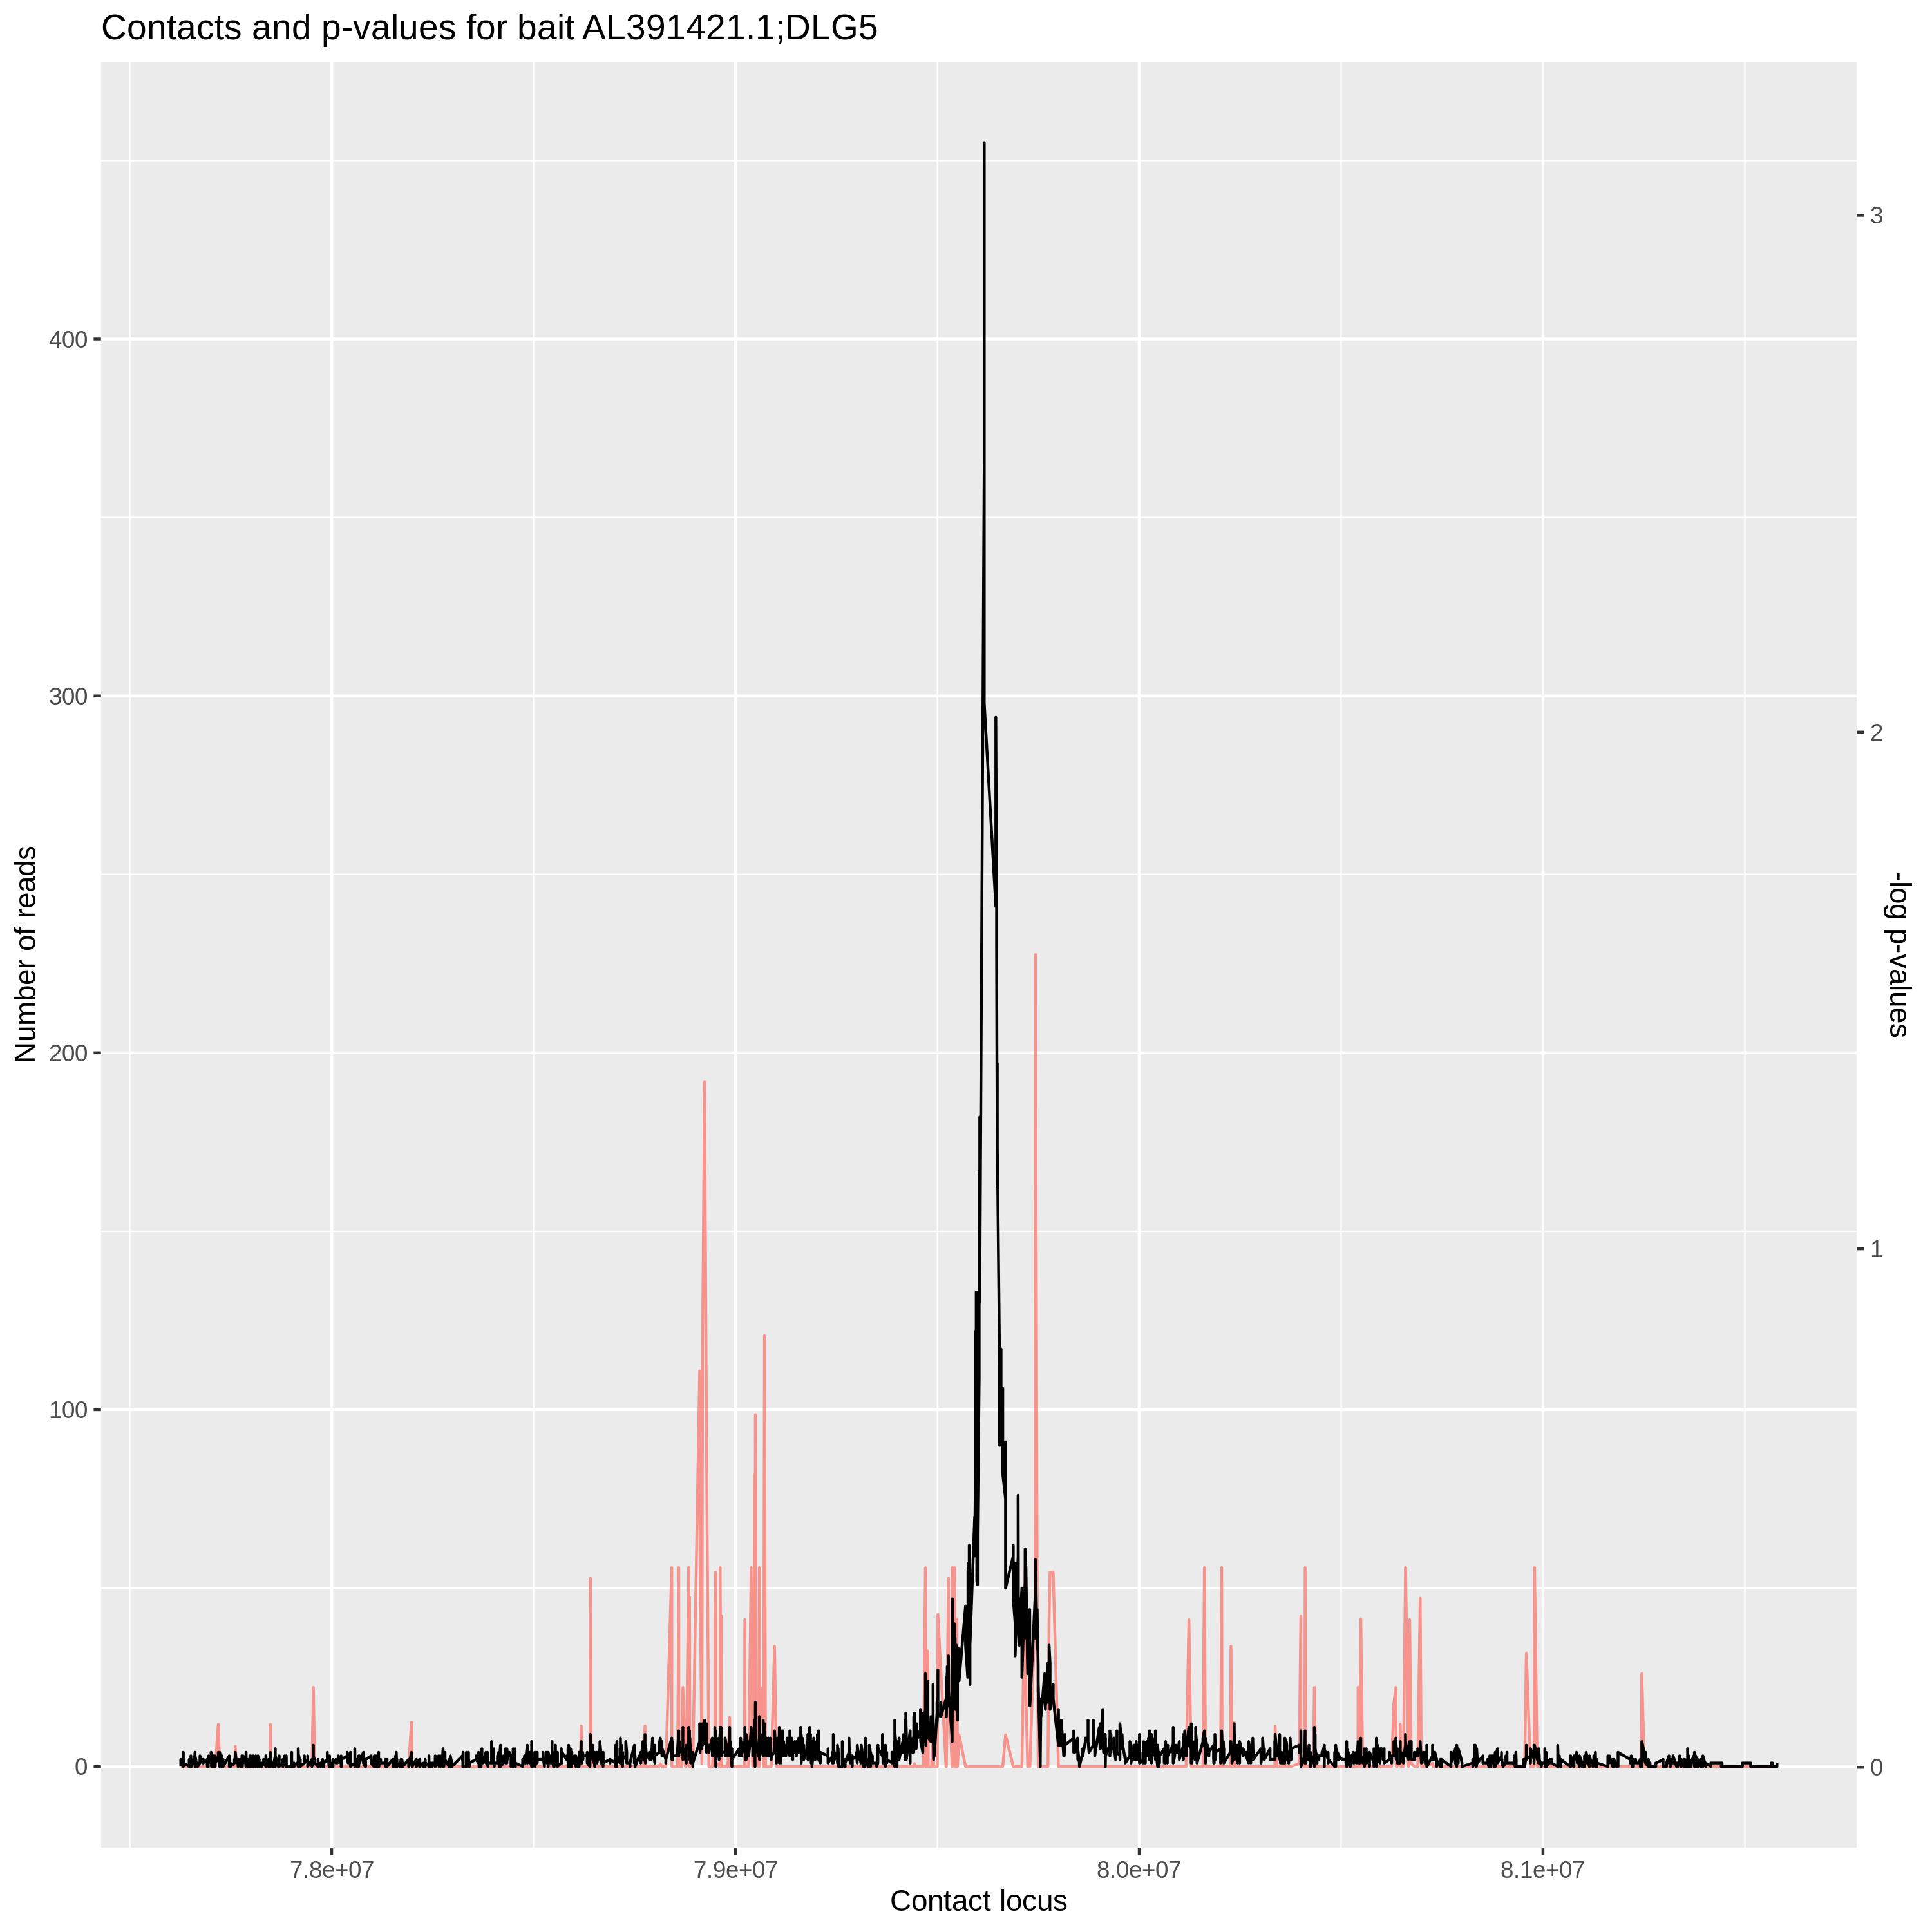 Contacts and p-values for bait AL391421.1;DLG5
400
300
200
100
0
Number of reads
3
2
1
0
-log p-values
7.8e+07
7.9e+07
8.0e+07
8.1e+07
Contact locus